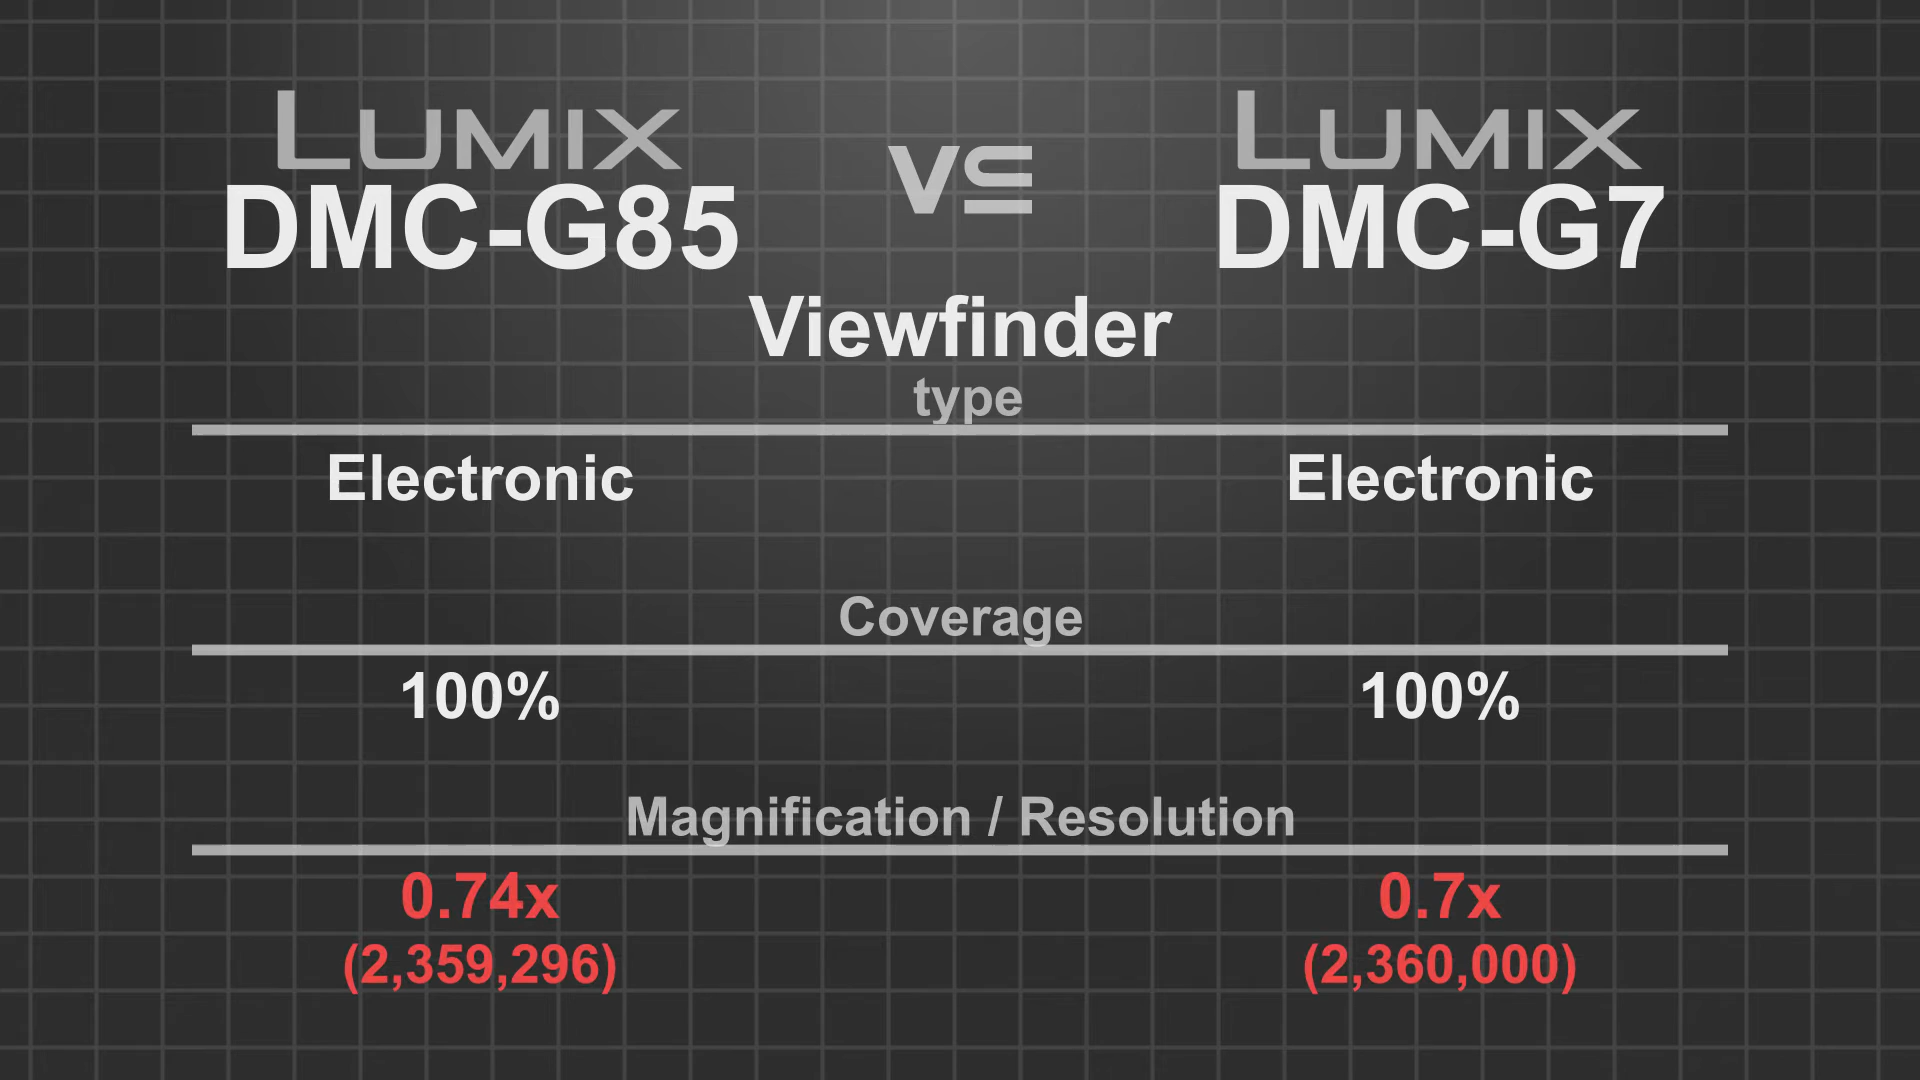 LUMIX VS LUMIX
DMC-G85 DMC-G7
Viewfinder
type
Electronic Electronic
Coverage
100% 100%
Magnification / Resolution
0.74x 0.7x
(2,359,296) (2,360,000)